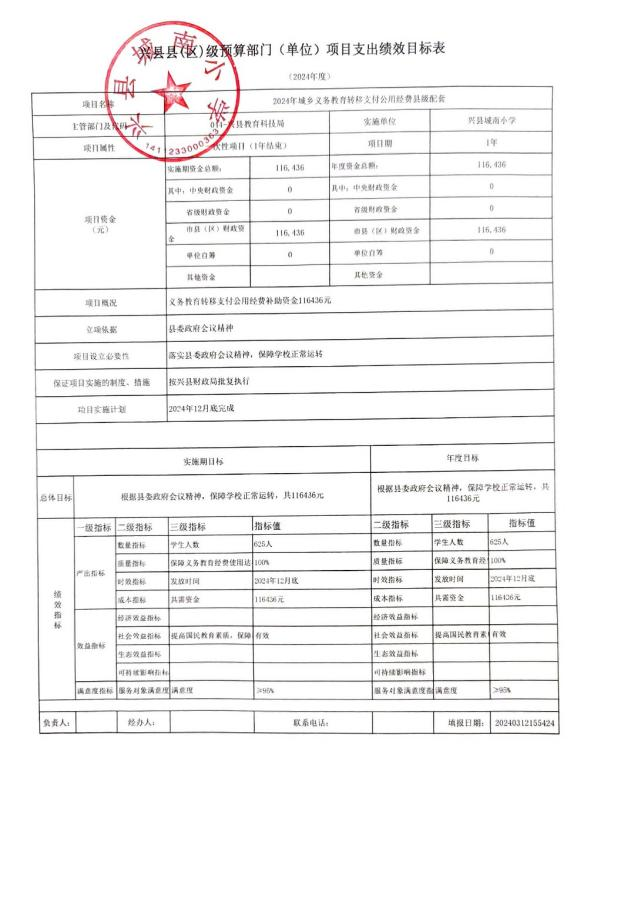 兴县县(区)级预算部门（单位）项目支出绩效目标表
（2024年度）
兴县城南小学
1411233000363
项目名称 2024年城乡义务教育转移支付公用经费县级配套
主管部门及代码 014-兴县教育科技局 实施单位 兴县城南小学
项目属性 次性项目（1年结束） 项目期 1年
项目资金
（元）
实施期资金总额: 116,436 年度资金总额: 116,436
其中: 中央财政资金 0 其中: 中央财政资金 0
省级财政资金 0 省级财政资金 0
市县（区）财政资金 116,436 市县（区）财政资金 116,436
单位自筹 0 单位自筹 0
其他资金 其他资金
项目概况 义务教育转移支付公用经费补助资金116436元
立项依据 县委政府会议精神
项目设立必要性 落实县委政府会议精神，保障学校正常运转
保证项目实施的制度、措施 按兴县财政局批复执行
项目实施计划 2024年12月底完成
实施期目标 年度目标
总体目标 根据县委政府会议精神，保障学校正常运转，共116436元 根据县委政府会议精神，保障学校正常运转，共
116436元
绩效指标
一级指标 二级指标 三级指标 指标值 二级指标 三级指标 指标值
产出指标
数量指标 学生人数 625人 数量指标 学生人数 625人
质量指标 保障义务教育经费使用达 100% 质量指标 保障义务教育经 100%
时效指标 发放时间 2024年12月底 时效指标 发放时间 2024年12月底
成本指标 共需资金 116436元 成本指标 共需资金 116436元
效益指标
经济效益指标 经济效益指标
社会效益指标 提高国民教育素质，保障 有效 社会效益指标 提高国民教育素 有效
生态效益指标 生态效益指标
可持续影响指标 可持续影响指标
满意度指标 服务对象满意度 满意度 ≥95% 服务对象满意度指 满意度 ≥95%
负责人: 经办人: 联系电话: 填报日期: 20240312155424